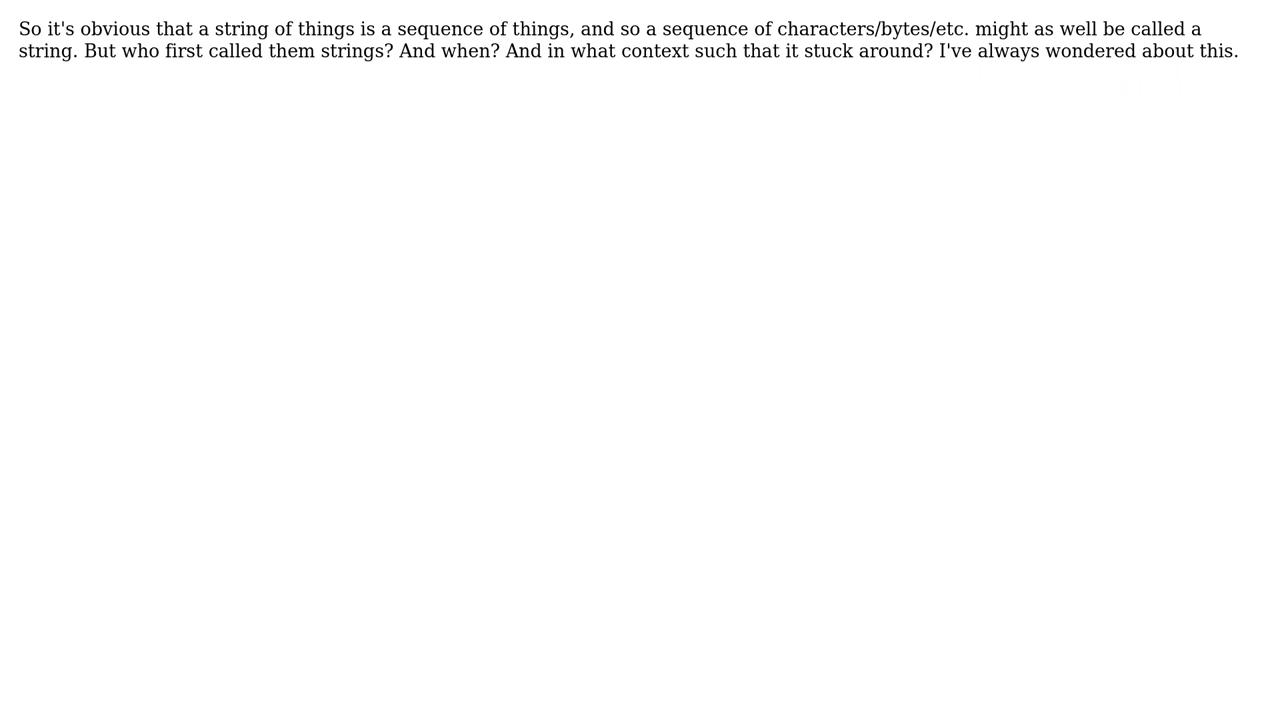 So it's obvious that a string of things is a sequence of things, and so a sequence of characters/bytes/etc. might as well be called a
string. But who first called them strings? And when? And in what context such that it stuck around? I've always wondered about this.